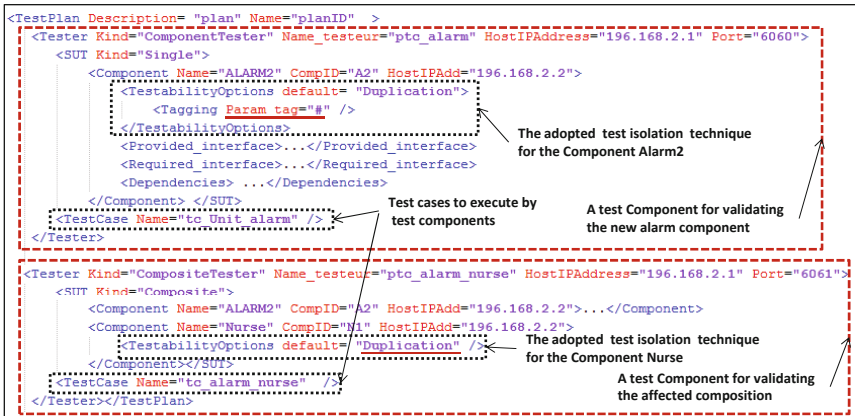 <TestPlan Description= "plan" Name="planID" >
<Tester Kind="ComponentTester" Name_testeur="ptc_alarm" HostIPAddress="196.168.2.1" Port="6060">
<SUT Kind="Single">
<Component Name="ALARM2" CompID="A2" HostIPAdd="196.168.2.2">
<TestabilityOptions default= "Duplication">
<Tagging Param tag="#" />
</TestabilityOptions>
<Provided_interface>...</Provided_interface>
<Required_interface>...</Required_interface>
<Dependencies> ...</Dependencies>
</Component> </SUT>
<TestCase Name="tc_Unit_alarm" />
</Tester>
The adopted test isolation technique
for the Component Alarm2
Test cases to execute by
test components
A test Component for validating
the new alarm component
<Tester Kind="CompositeTester" Name_testeur="ptc_alarm_nurse" HostIPAddress="196.168.2.1" Port="6061">
<SUT Kind="Composite">
<Component Name="ALARM2" CompID="A2" HostIPAdd="196.168.2.2">...</Component>
<Component Name="Nurse" CompID="N1" HostIPAdd="196.168.2.2">
<TestabilityOptions default= "Duplication" />
</Component></SUT>
<TestCase Name="tc_alarm_nurse" />
</Tester></TestPlan>
The adopted test isolation technique
for the Component Nurse
A test Component for validating
the affected composition